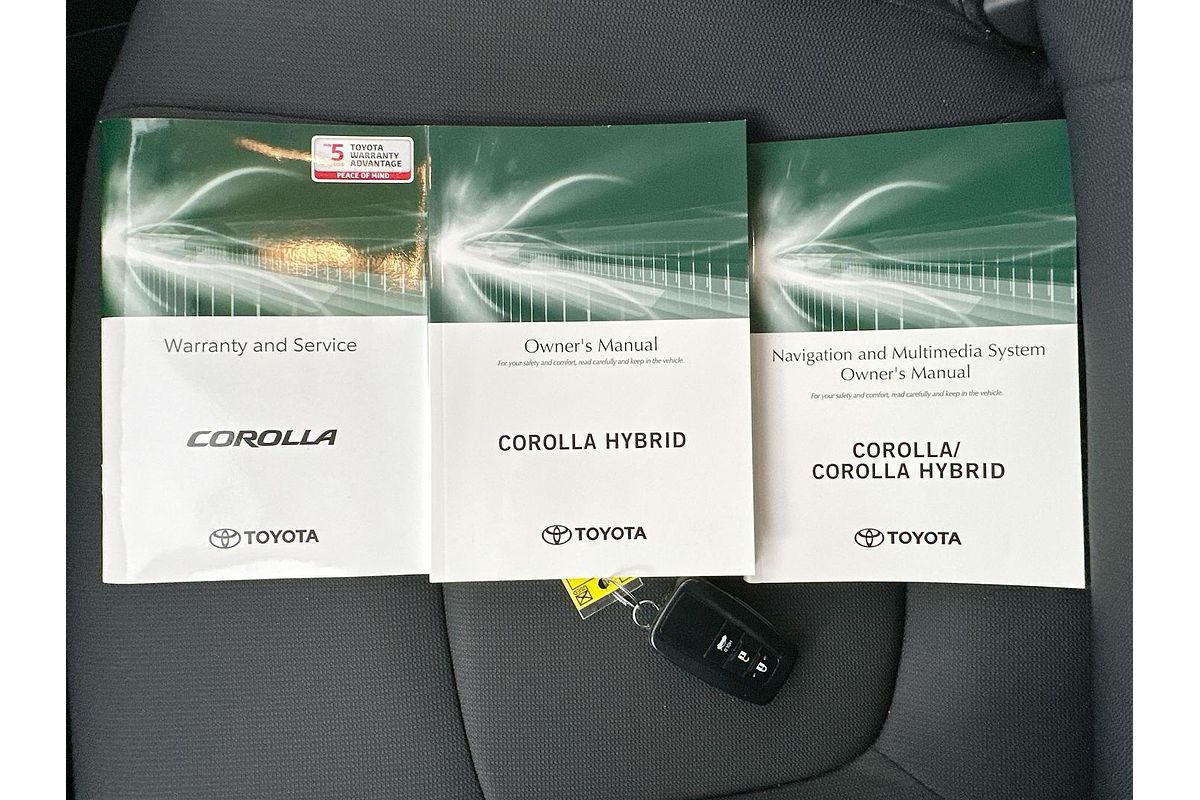 5
TOYOTA
WARRANTY
ADVANTAGE
PEACE OF MIND
Warranty and Service
COROLLA
TOYOTA
Owner's Manual
For your safety and comfort, read carefully and keep in the vehicle.
COROLLA HYBRID
TOYOTA
Navigation and Multimedia System
Owner's Manual
For your safety and comfort, read carefully and keep in the vehicle.
COROLLA/
COROLLA HYBRID
TOYOTA
HOLD